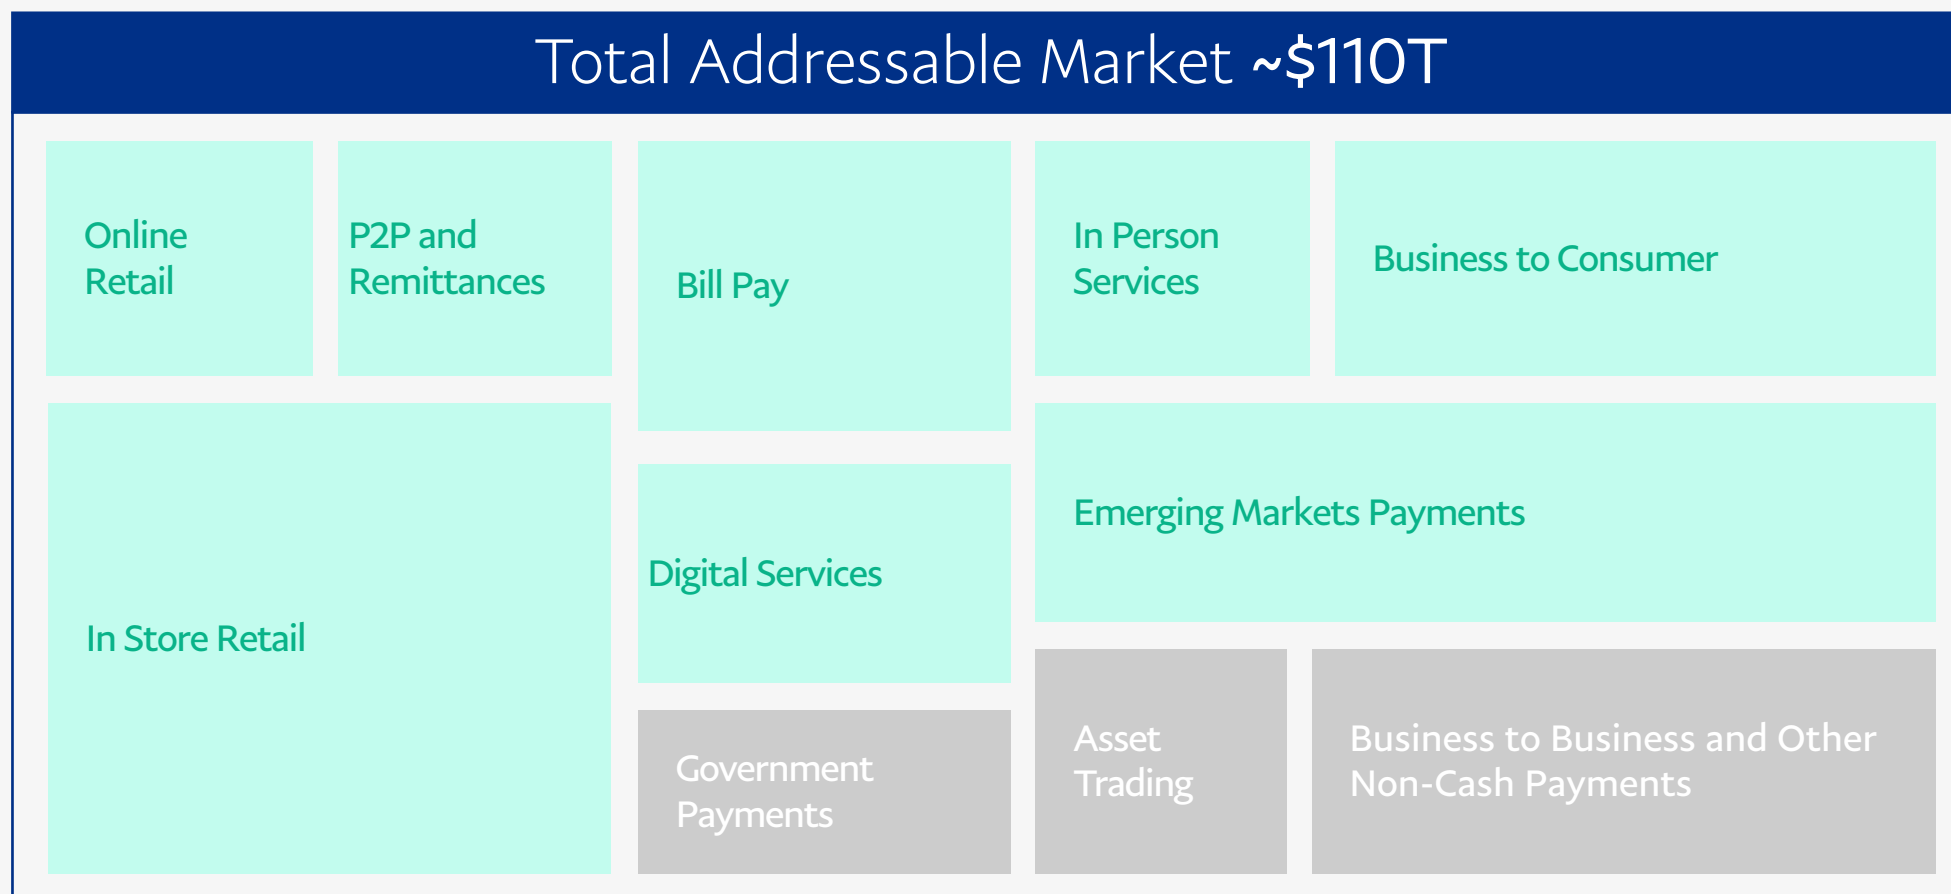 Total Addressable Market ~$110T
Online
Retail
P2P and
Remittances
Bill Pay
In Person
Services
Business to Consumer
In Store Retail
Digital Services
Emerging Markets Payments
Government
Payments
Asset
Trading
Business to Business and Other
Non-Cash Payments